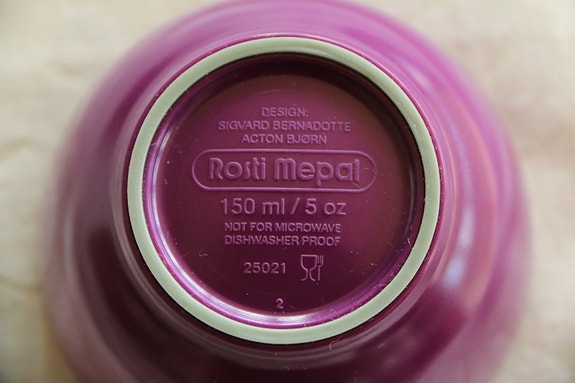 DESIGN:
SIGVARD BERNADOTTE
ACTON BJØRN
Rosti Mepal
150 ml / 5 oz
NOT FOR MICROWAVE
DISHWASHER PROOF
25021
2